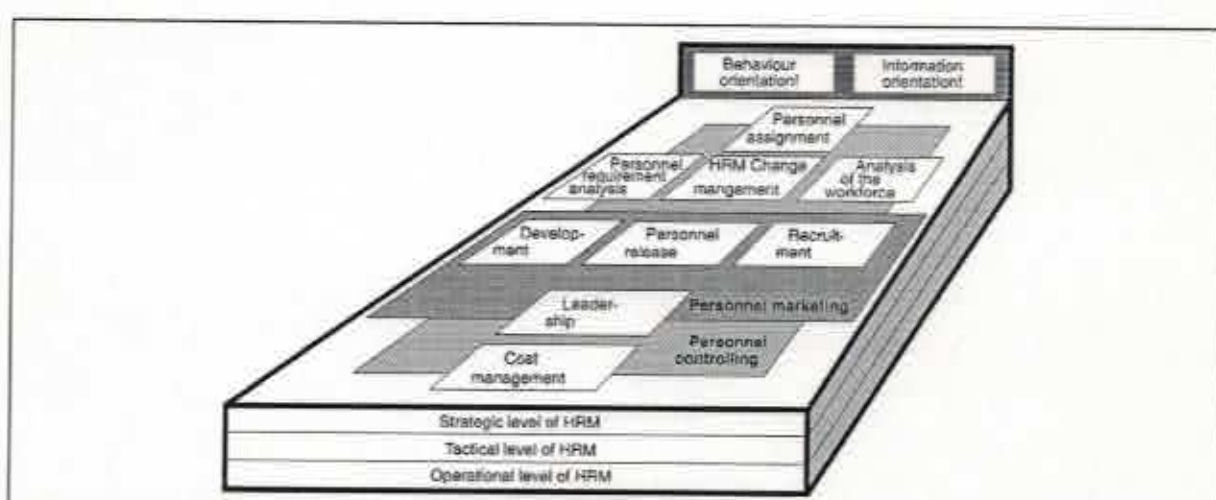 Behaviour
orientation!
Information
orientation!
Personnel
assignment
Personnel
requirement
analysis
HRM Change
mangement
Analysis
of the
workforce
Develop-
ment
Personnel
release
Recruit-
ment
Leader-
ship
Personnel marketing
Cost
management
Personnel
controlling
Strategic level of HRM
Tactical level of HRM
Operational level of HRM